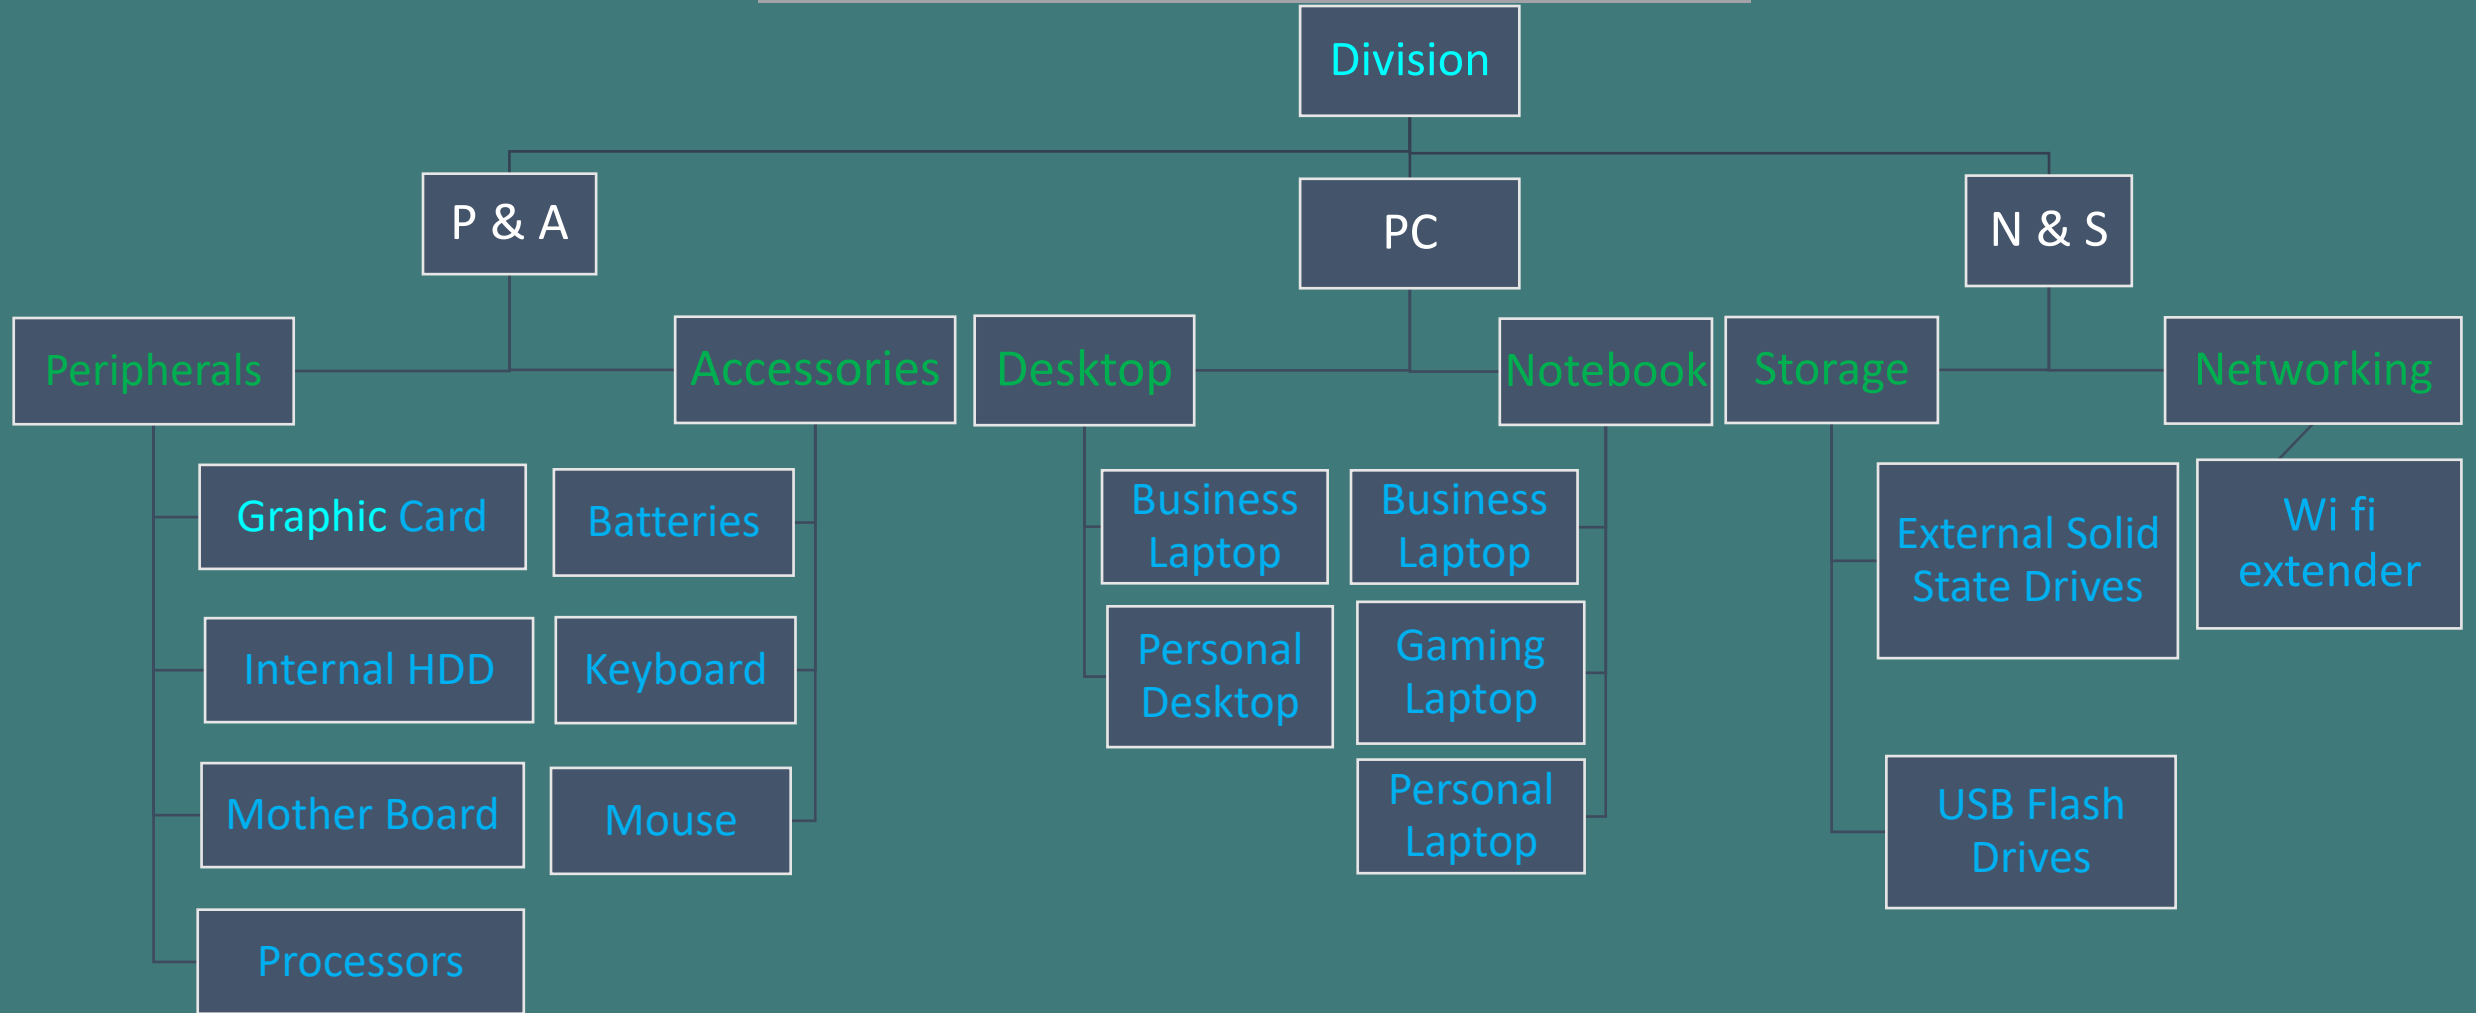 Division
P & A
PC
N & S
Peripherals
Accessories
Desktop
Notebook
Storage
Networking
Graphic Card
Internal HDD
Mother Board
Processors
Batteries
Keyboard
Mouse
Business
Laptop
Personal
Desktop
Business
Laptop
Gaming
Laptop
Personal
Laptop
External Solid
State Drives
USB Flash
Drives
Wi fi
extender